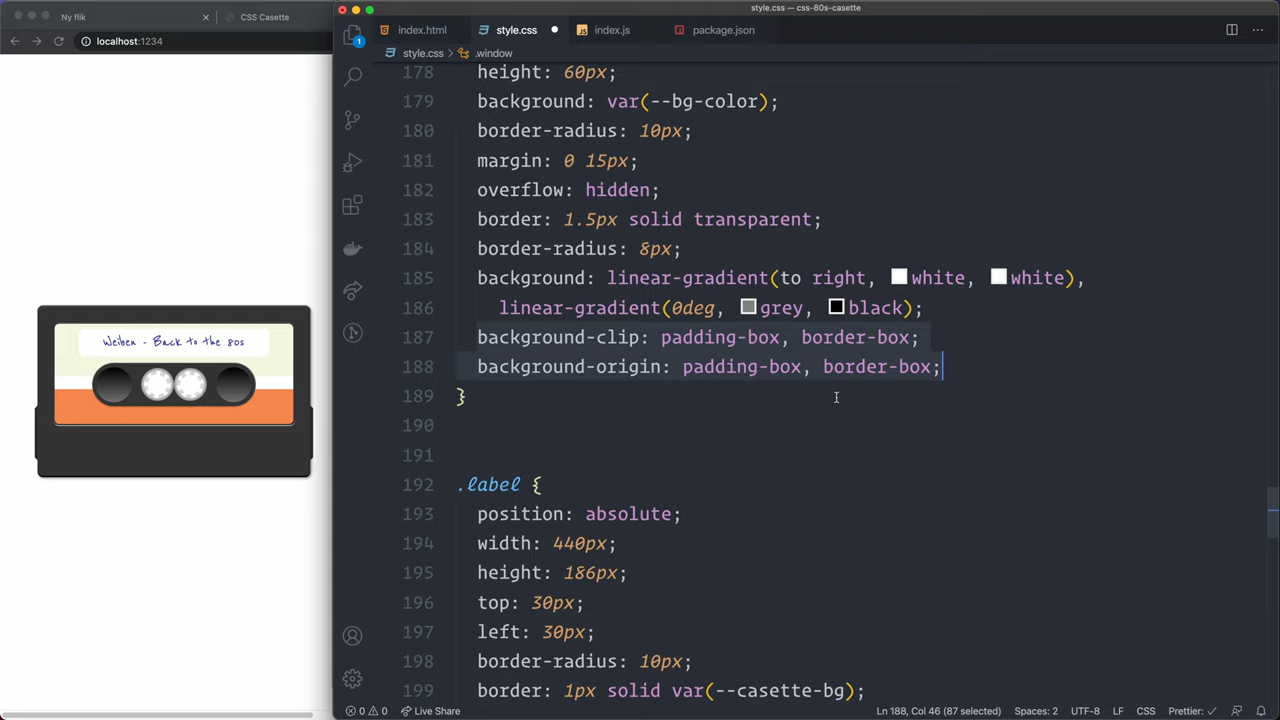 style.css — css-80s-casette
Ny flik
CSS Casette
localhost:1234
index.html
style.css
index.js
package.json
style.css > .window
178 height: 60px;
179 background: var(--bg-color);
180 border-radius: 10px;
181 margin: 0 15px;
182 overflow: hidden;
183 border: 1.5px solid transparent;
184 border-radius: 8px;
185 background: linear-gradient(to right, white, white),
186 linear-gradient(0deg, grey, black);
187 background-clip: padding-box, border-box;
188 background-origin: padding-box, border-box;
189 }
190
191
192 .label {
193 position: absolute;
194 width: 440px;
195 height: 186px;
196 top: 30px;
197 left: 30px;
198 border-radius: 10px;
199 border: 1px solid var(--casette-bg);
1
Weiben - Back to the 80s
0 0 Live Share
Ln 188, Col 46 (87 selected) Spaces: 2 UTF-8 LF CSS Prettier: ✓